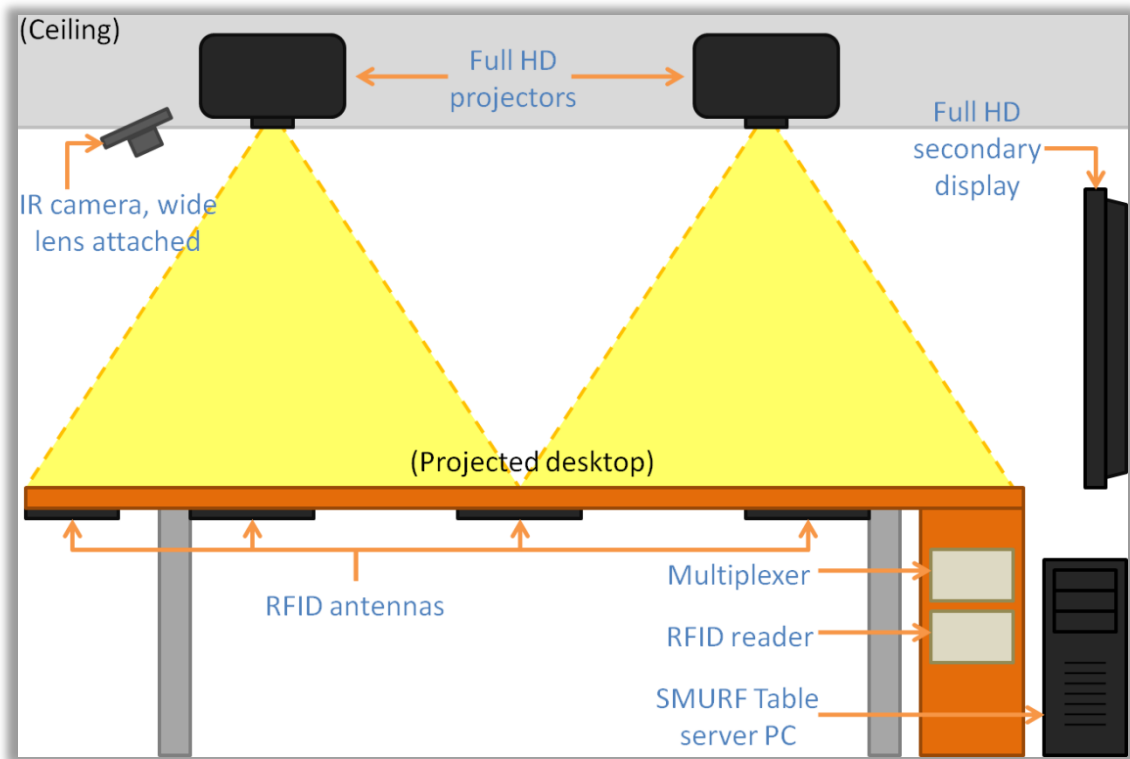 (Ceiling)
Full HD
projectors
Full HD
secondary
display
IR camera, wide
lens attached
(Projected desktop)
RFID antennas
Multiplexer
RFID reader
SMURF Table
server PC